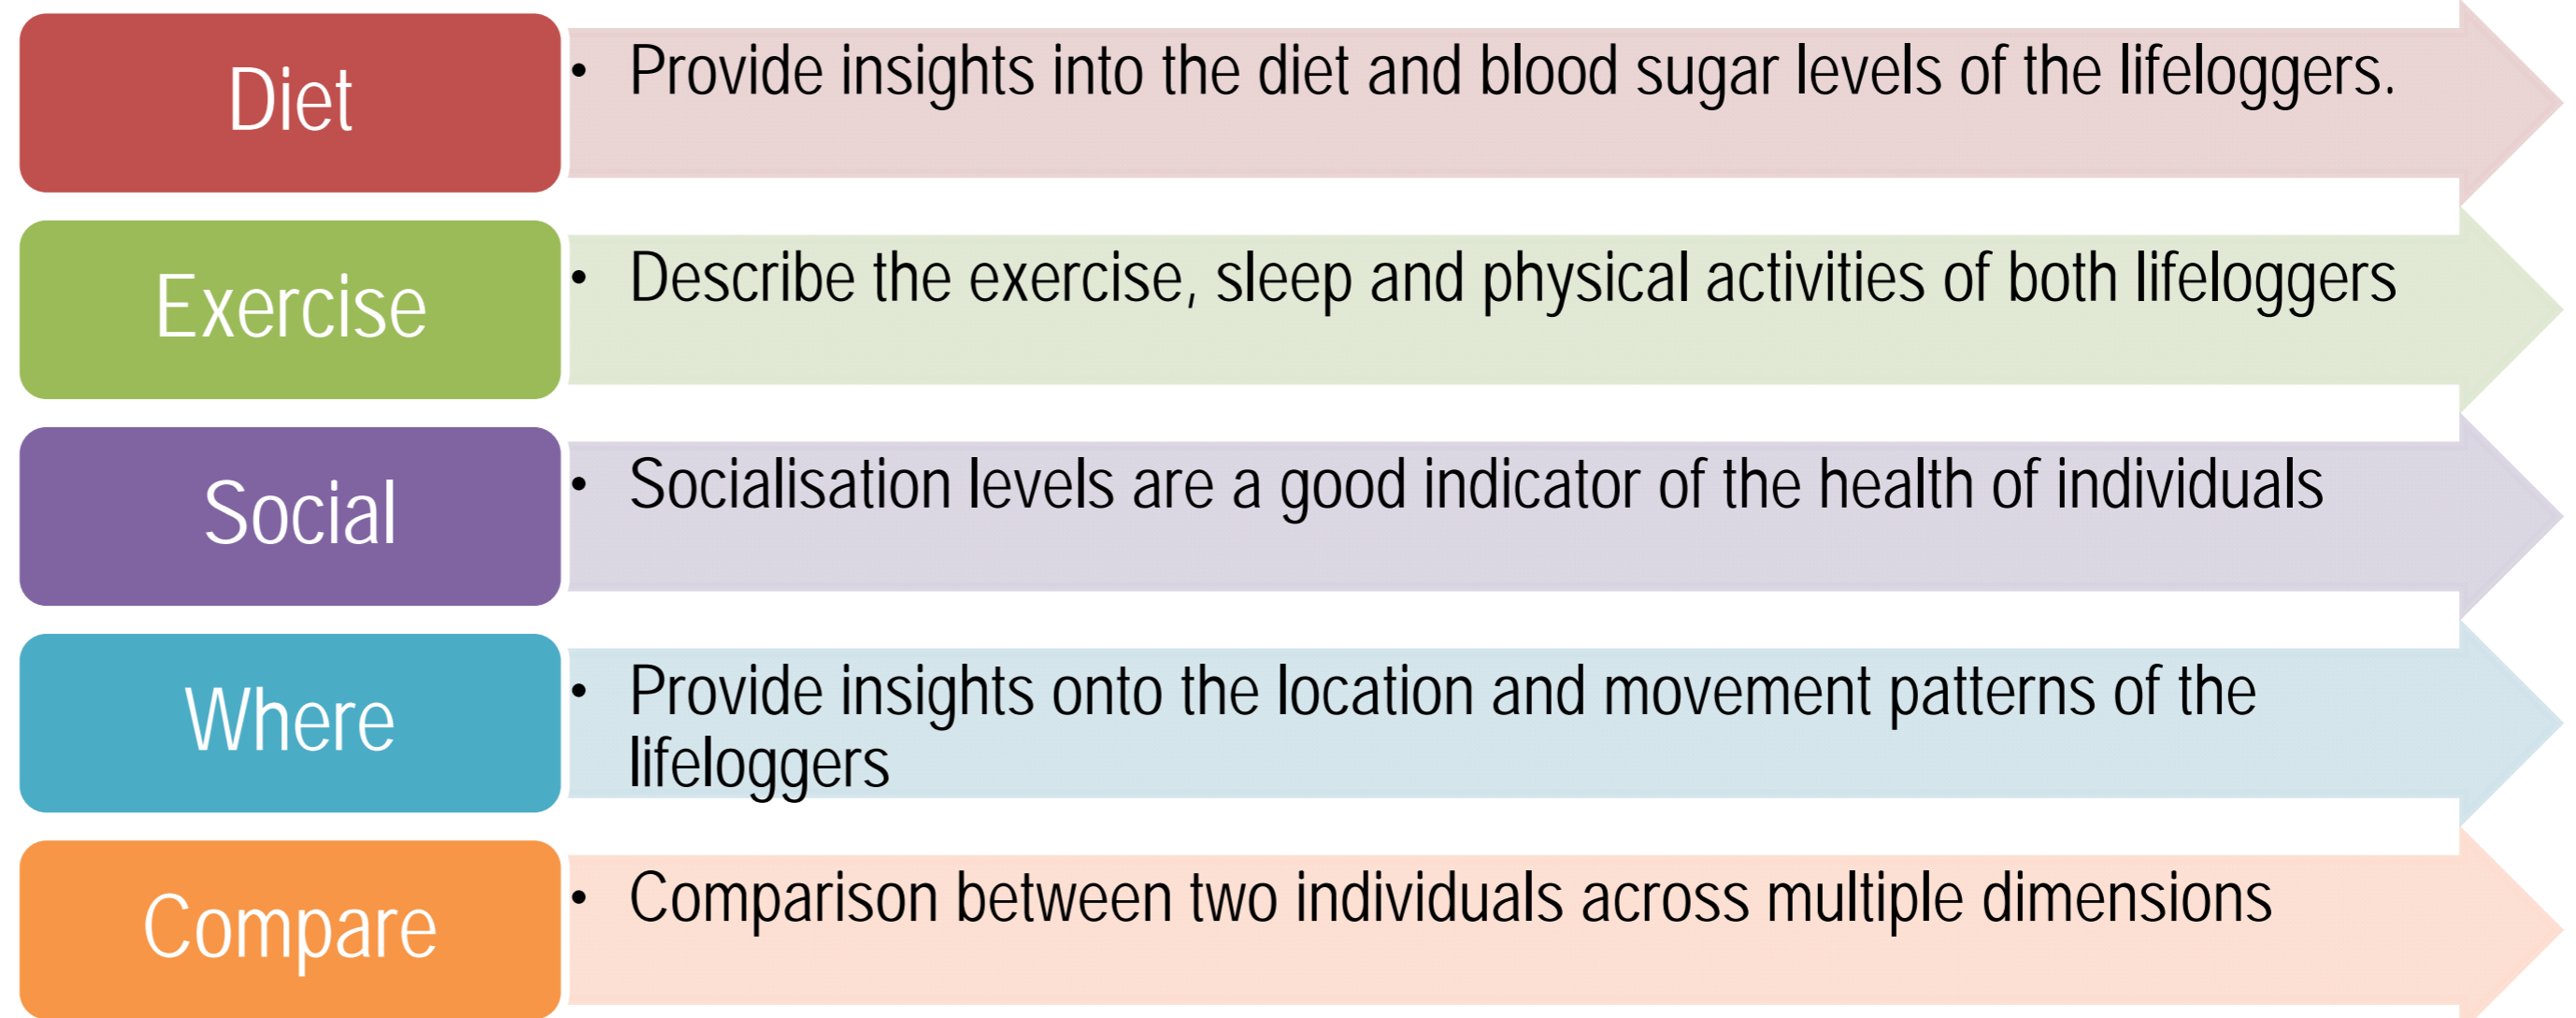 Diet
• Provide insights into the diet and blood sugar levels of the lifeloggers.
Exercise
• Describe the exercise, sleep and physical activities of both lifeloggers
Social
• Socialisation levels are a good indicator of the health of individuals
Where
• Provide insights onto the location and movement patterns of the
lifeloggers
Compare
• Comparison between two individuals across multiple dimensions